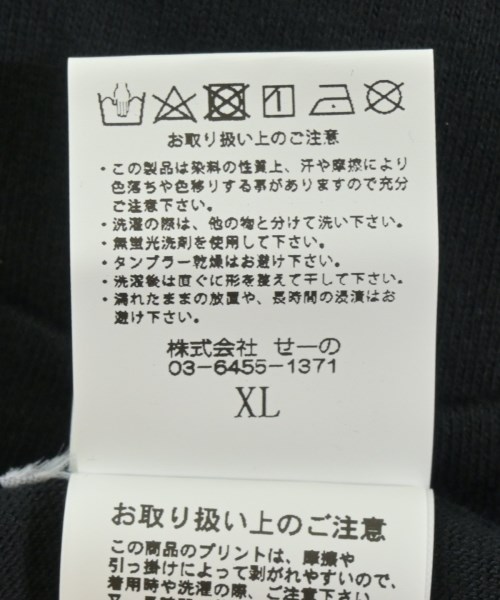 お取り扱い上のご注意
・この製品は染料の性質上、汗や摩擦により
色落ちや色移りする事がありますので充分
ご注意下さい。
・洗濯の際は、他の物と分けて洗い下さい。
・無蛍光洗剤を使用して下さい。
・タンブラー乾燥はお避け下さい。
・洗濯後は直ぐに形を整えて干して下さい。
・濡れたままの放置や、長時間の浸漬はお
避け下さい。
株式会社 せーの
03-6455-1371
XL
お取り扱い上のご注意
この商品のプリントは、摩擦や
引っ掛けによって剥がれやすいので、
着用時や洗濯の際、ご注意下さい。